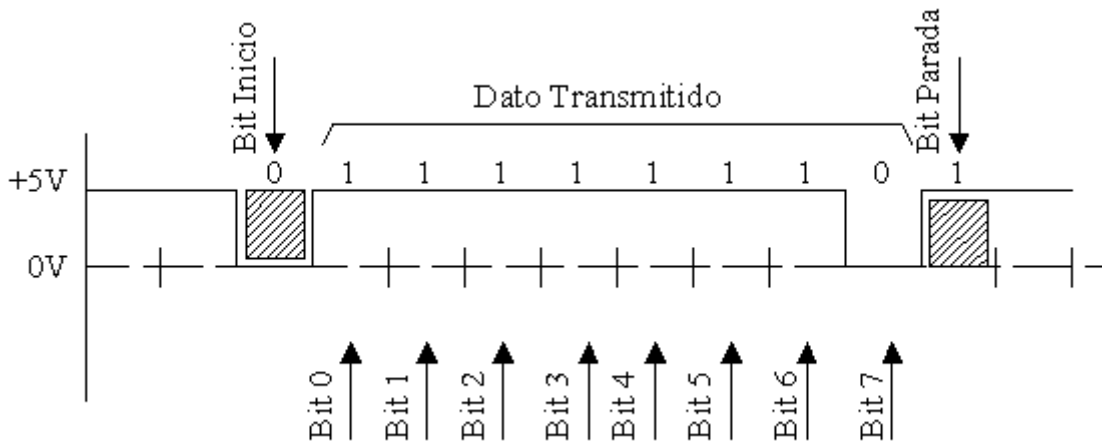 Bit Inicio
Dato Transmitido
Bit Parada
0 1 1 1 1 1 1 1 0 1
+5V
0V
Bit 0
Bit 1
Bit 2
Bit 3
Bit 4
Bit 5
Bit 6
Bit 7